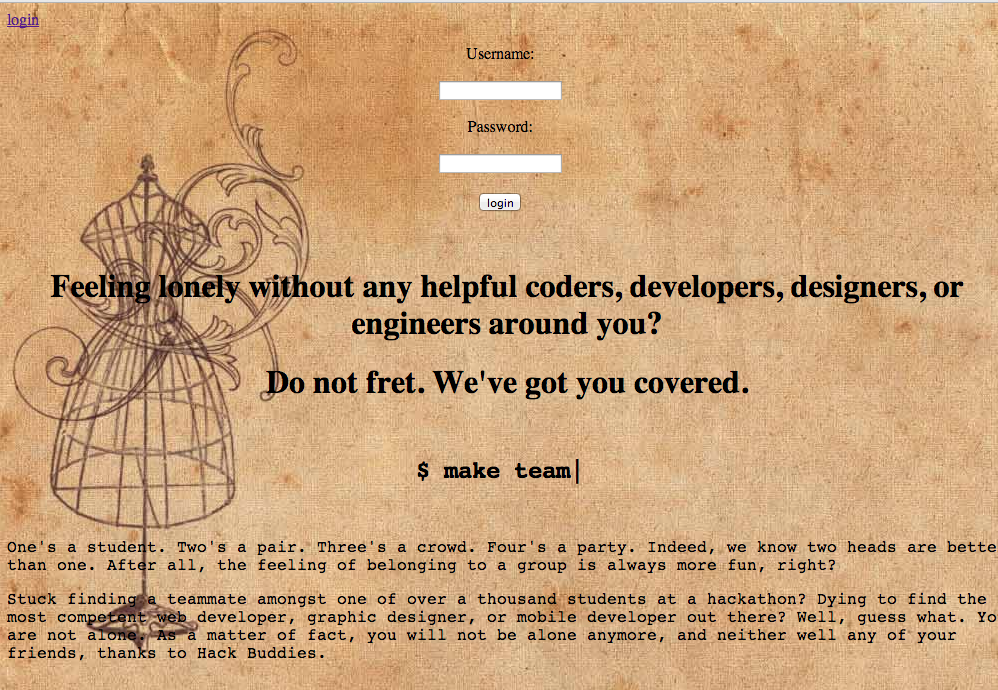 login
Username:
Password:
login
Feeling lonely without any helpful coders, developers, designers, or
engineers around you?
Do not fret. We've got you covered.
$ make team|
One's a student. Two's a pair. Three's a crowd. Four's a party. Indeed, we know two heads are bette
than one. After all, the feeling of belonging to a group is always more fun, right?
Stuck finding a teammate amongst one of over a thousand students at a hackathon? Dying to find the
most competent web developer, graphic designer, or mobile developer out there? Well, guess what. Yo
are not alone. As a matter of fact, you will not be alone anymore, and neither well any of your
friends, thanks to Hack Buddies.